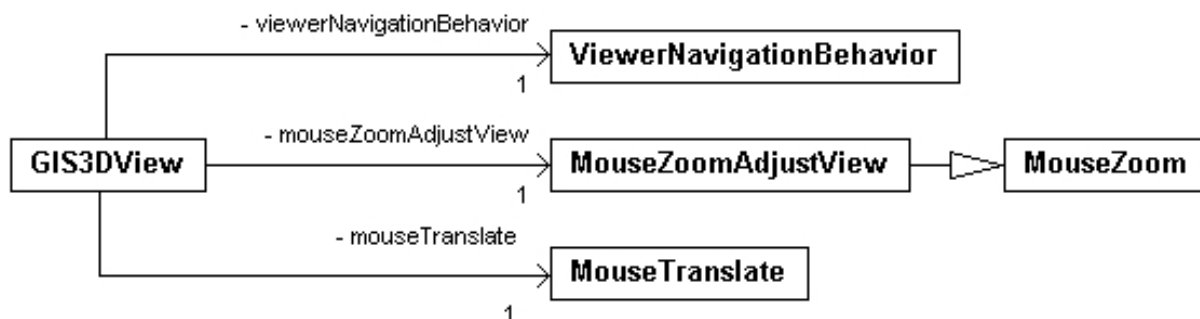 - viewerNavigationBehavior
ViewerNavigationBehavior
1
- mouseZoomAdjustView
GIS3DView
MouseZoomAdjustView
MouseZoom
1
- mouseTranslate
MouseTranslate
1